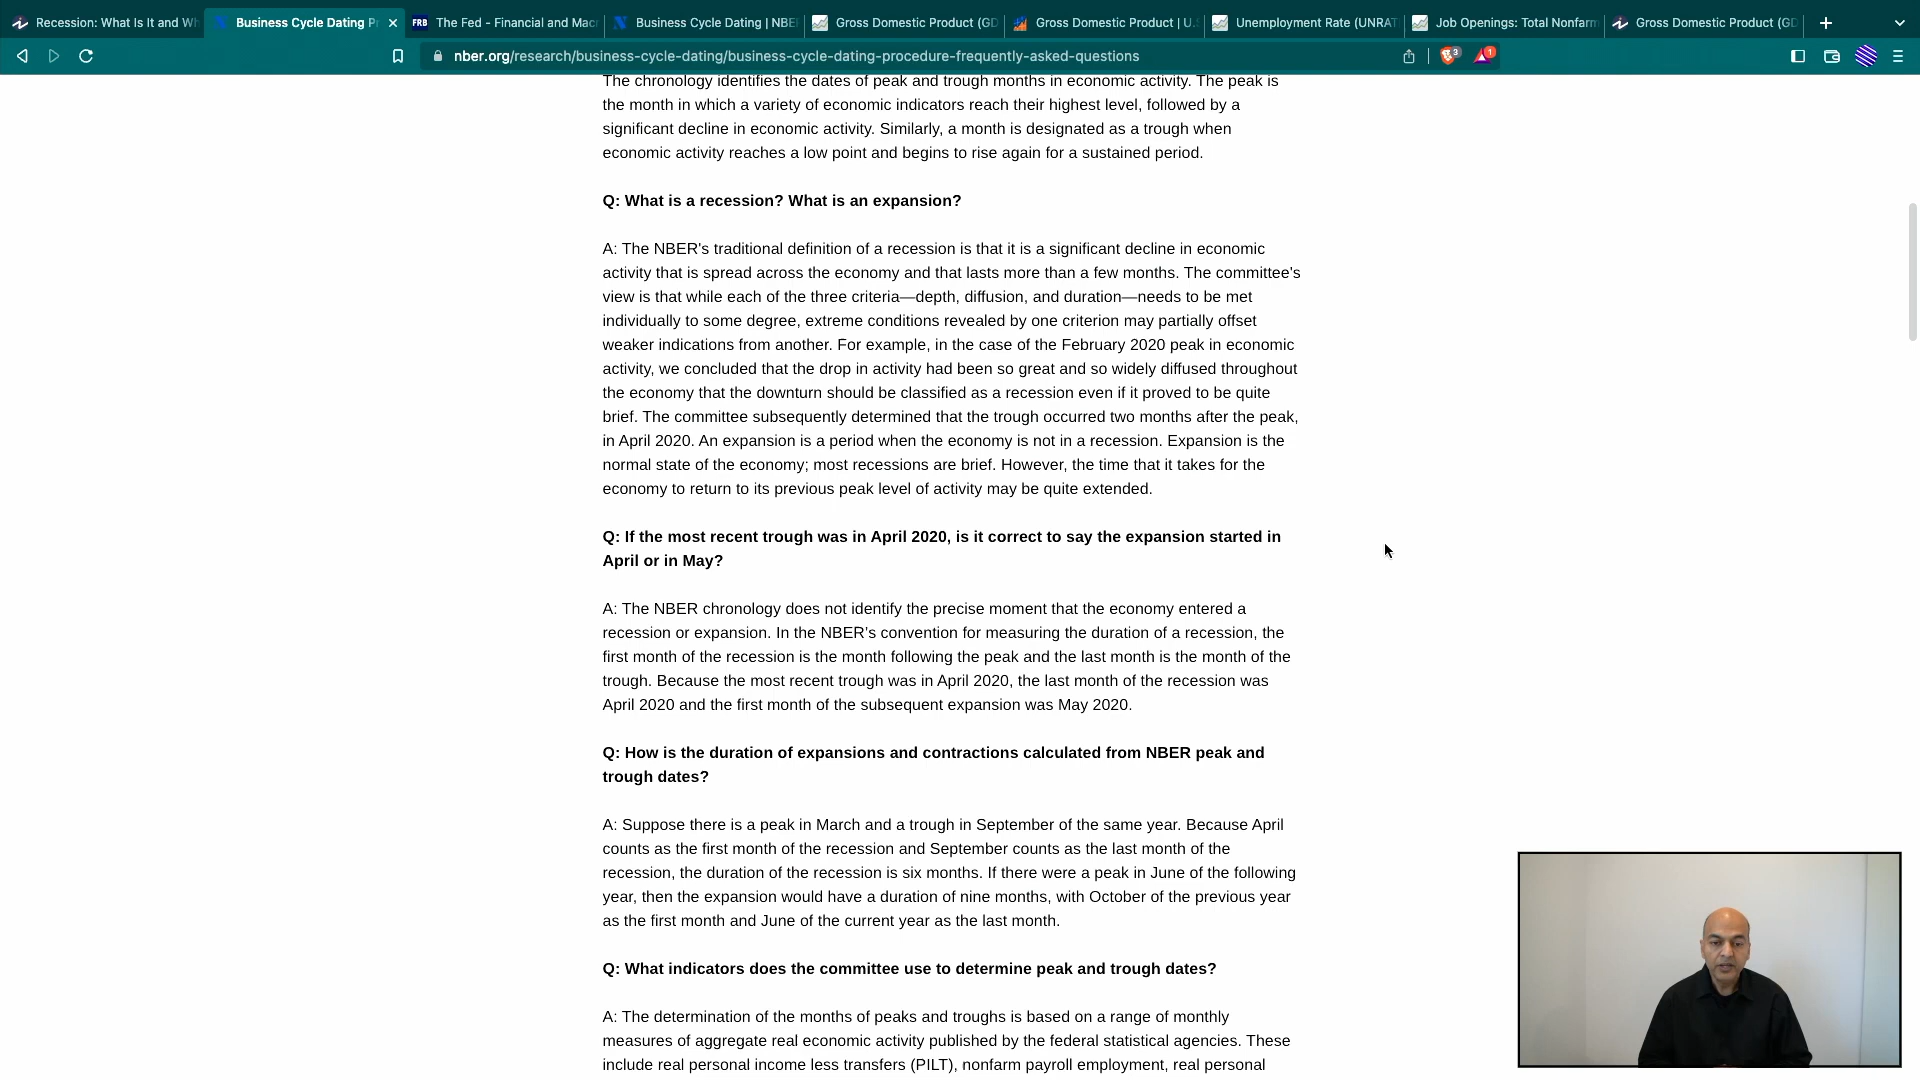 Recession: What Is It and Wh
Business Cycle Dating P
FRB The Fed - Financial and Macr
Business Cycle Dating | NBE
Gross Domestic Product (GD
Gross Domestic Product | U.S
Unemployment Rate (UNRAT
Job Openings: Total Nonfarm
Gross Domestic Product (GD
nber.org/research/business-cycle-dating/business-cycle-dating-procedure-frequently-asked-questions
3
1
The chronology identifies the dates of peak and trough months in economic activity. The peak is
the month in which a variety of economic indicators reach their highest level, followed by a
significant decline in economic activity. Similarly, a month is designated as a trough when
economic activity reaches a low point and begins to rise again for a sustained period.
Q: What is a recession? What is an expansion?
A: The NBER's traditional definition of a recession is that it is a significant decline in economic
activity that is spread across the economy and that lasts more than a few months. The committee's
view is that while each of the three criteria—depth, diffusion, and duration—needs to be met
individually to some degree, extreme conditions revealed by one criterion may partially offset
weaker indications from another. For example, in the case of the February 2020 peak in economic
activity, we concluded that the drop in activity had been so great and so widely diffused throughout
the economy that the downturn should be classified as a recession even if it proved to be quite
brief. The committee subsequently determined that the trough occurred two months after the peak,
in April 2020. An expansion is a period when the economy is not in a recession. Expansion is the
normal state of the economy; most recessions are brief. However, the time that it takes for the
economy to return to its previous peak level of activity may be quite extended.
Q: If the most recent trough was in April 2020, is it correct to say the expansion started in
April or in May?
A: The NBER chronology does not identify the precise moment that the economy entered a
recession or expansion. In the NBER's convention for measuring the duration of a recession, the
first month of the recession is the month following the peak and the last month is the month of the
trough. Because the most recent trough was in April 2020, the last month of the recession was
April 2020 and the first month of the subsequent expansion was May 2020.
Q: How is the duration of expansions and contractions calculated from NBER peak and
trough dates?
A: Suppose there is a peak in March and a trough in September of the same year. Because April
counts as the first month of the recession and September counts as the last month of the
recession, the duration of the recession is six months. If there were a peak in June of the following
year, then the expansion would have a duration of nine months, with October of the previous year
as the first month and June of the current year as the last month.
Q: What indicators does the committee use to determine peak and trough dates?
A: The determination of the months of peaks and troughs is based on a range of monthly
measures of aggregate real economic activity published by the federal statistical agencies. These
include real personal income less transfers (PILT), nonfarm payroll employment, real personal